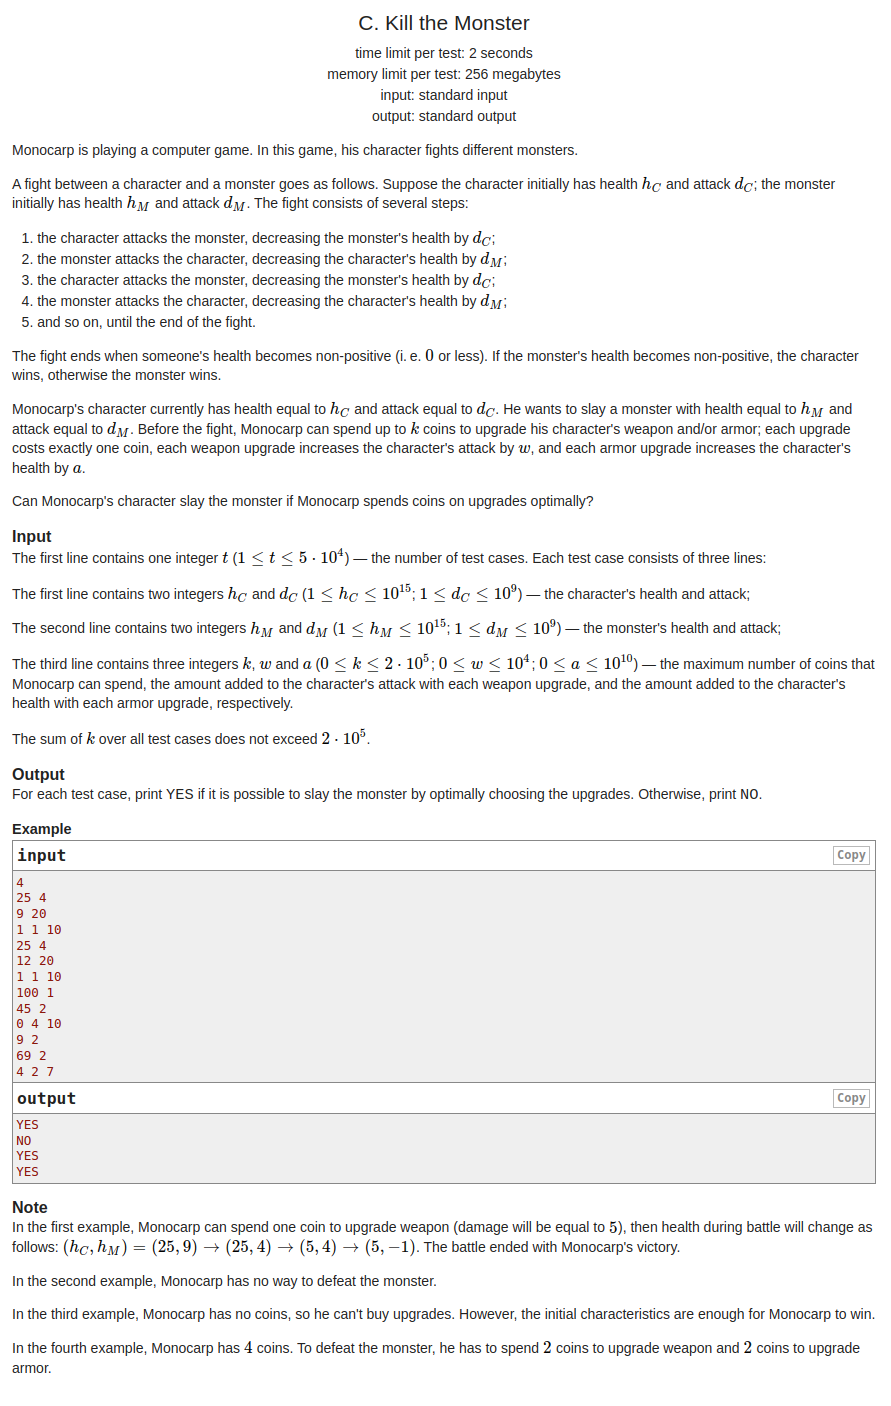 C. Kill the Monster
time limit per test: 2 seconds
memory limit per test: 256 megabytes
input: standard input
output: standard output
Monocarp is playing a computer game. In this game, his character fights different monsters.
A fight between a character and a monster goes as follows. Suppose the character initially has health h_C and attack d_C; the monster
initially has health h_M and attack d_M. The fight consists of several steps:
1. the character attacks the monster, decreasing the monster's health by d_C;
2. the monster attacks the character, decreasing the character's health by d_M;
3. the character attacks the monster, decreasing the monster's health by d_C;
4. the monster attacks the character, decreasing the character's health by d_M;
5. and so on, until the end of the fight.
The fight ends when someone's health becomes non-positive (i. e. 0 or less). If the monster's health becomes non-positive, the character
wins, otherwise the monster wins.
Monocarp's character currently has health equal to h_C and attack equal to d_C. He wants to slay a monster with health equal to h_M and
attack equal to d_M. Before the fight, Monocarp can spend up to k coins to upgrade his character's weapon and/or armor; each upgrade
costs exactly one coin, each weapon upgrade increases the character's attack by w, and each armor upgrade increases the character's
health by a.
Can Monocarp's character slay the monster if Monocarp spends coins on upgrades optimally?
Input
The first line contains one integer t (1 ≤ t ≤ 5 · 10^4) — the number of test cases. Each test case consists of three lines:
The first line contains two integers h_C and d_C (1 ≤ h_C ≤ 10^15; 1 ≤ d_C ≤ 10^9) — the character's health and attack;
The second line contains two integers h_M and d_M (1 ≤ h_M ≤ 10^15; 1 ≤ d_M ≤ 10^9) — the monster's health and attack;
The third line contains three integers k, w and a (0 ≤ k ≤ 2 · 10^5; 0 ≤ w ≤ 10^4; 0 ≤ a ≤ 10^10) — the maximum number of coins that
Monocarp can spend, the amount added to the character's attack with each weapon upgrade, and the amount added to the character's
health with each armor upgrade, respectively.
The sum of k over all test cases does not exceed 2 · 10^5.
Output
For each test case, print YES if it is possible to slay the monster by optimally choosing the upgrades. Otherwise, print NO.
Example
input Copy
4
25 4
9 20
1 1 10
25 4
12 20
1 1 10
100 1
45 2
0 4 10
9 2
69 2
4 2 7
output Copy
YES
NO
YES
YES
Note
In the first example, Monocarp can spend one coin to upgrade weapon (damage will be equal to 5), then health during battle will change as
follows: (h_C, h_M) = (25, 9) → (25, 4) → (5, 4) → (5, −1). The battle ended with Monocarp's victory.
In the second example, Monocarp has no way to defeat the monster.
In the third example, Monocarp has no coins, so he can't buy upgrades. However, the initial characteristics are enough for Monocarp to win.
In the fourth example, Monocarp has 4 coins. To defeat the monster, he has to spend 2 coins to upgrade weapon and 2 coins to upgrade
armor.